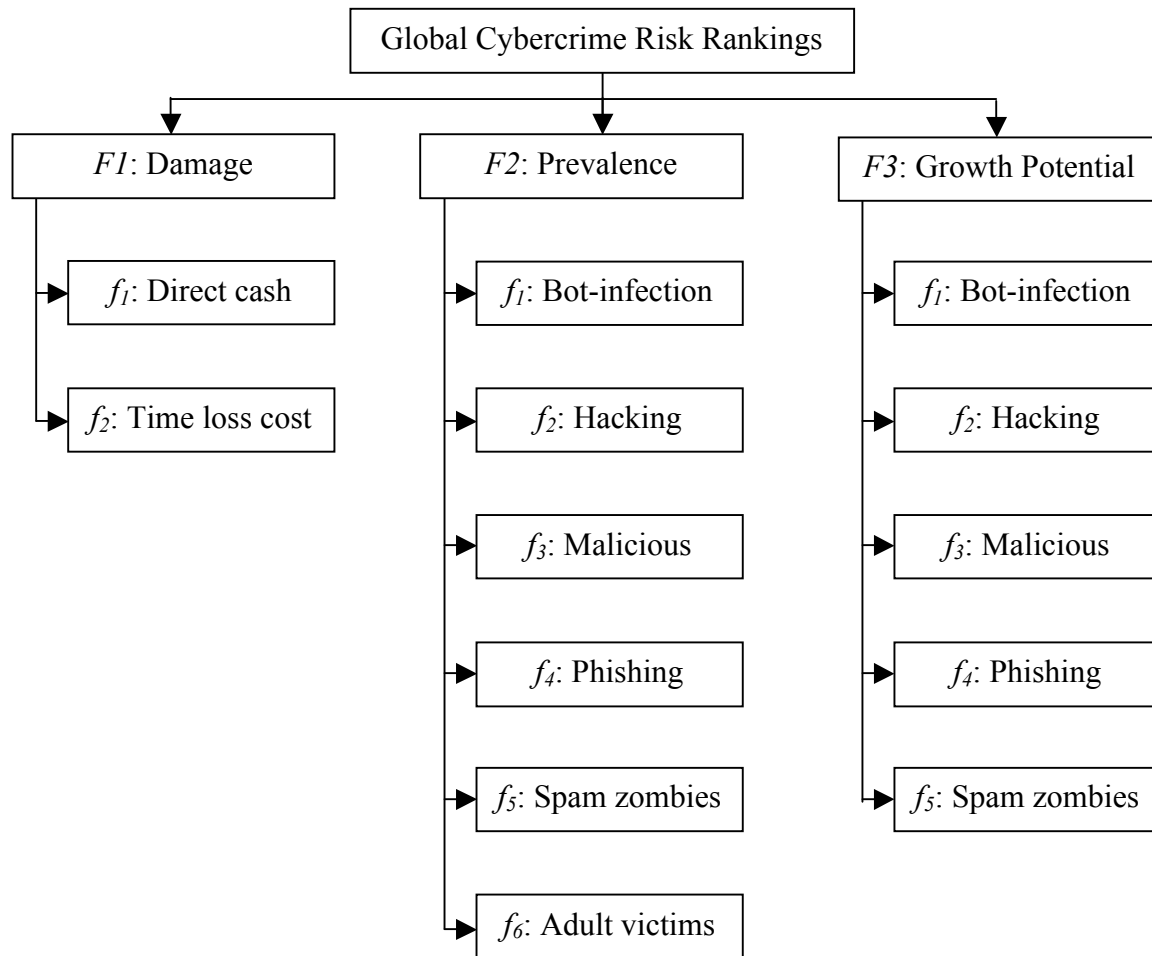 Global Cybercrime Risk Rankings
F1: Damage
f1: Direct cash
f2: Time loss cost
F2: Prevalence
f1: Bot-infection
f2: Hacking
f3: Malicious
f4: Phishing
f5: Spam zombies
f6: Adult victims
F3: Growth Potential
f1: Bot-infection
f2: Hacking
f3: Malicious
f4: Phishing
f5: Spam zombies